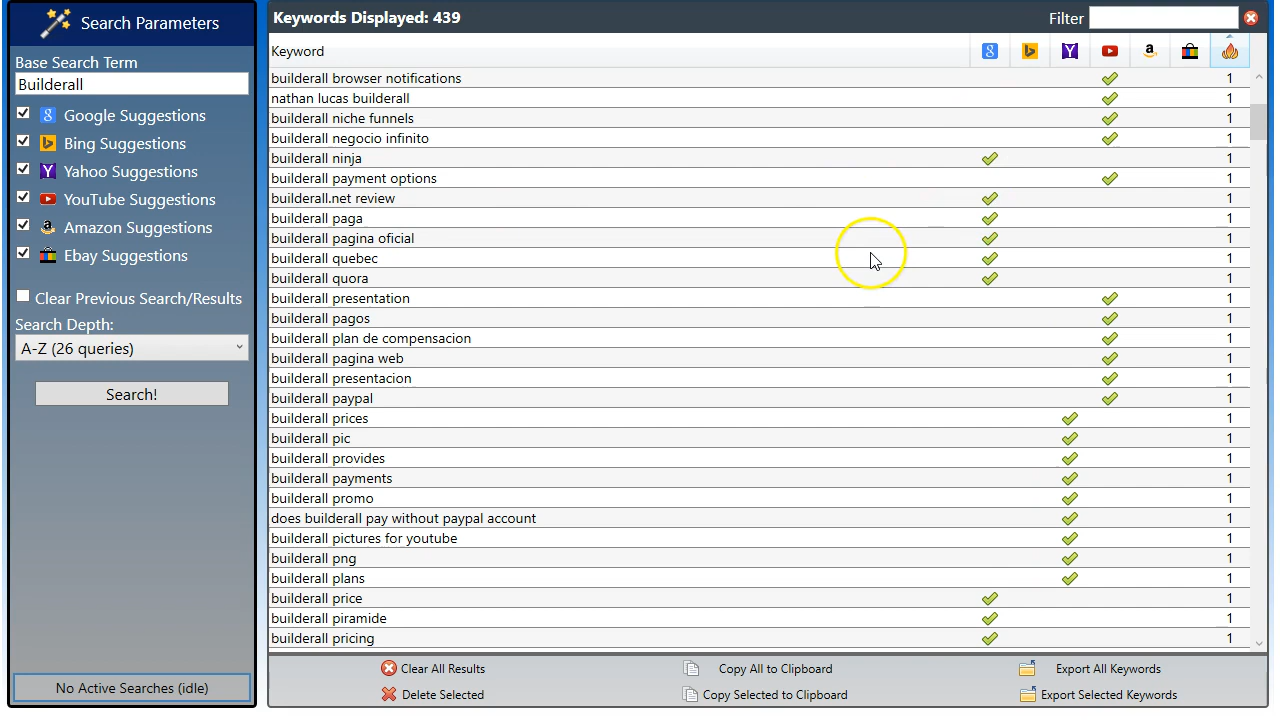 Search Parameters
Base Search Term
Builderall
Google Suggestions
Bing Suggestions
Yahoo Suggestions
YouTube Suggestions
Amazon Suggestions
Ebay Suggestions
Clear Previous Search/Results
Search Depth:
A-Z (26 queries)
Search!
No Active Searches (idle)
Keywords Displayed: 439
Filter
Keyword
builderall browser notifications 1
nathan lucas builderall 1
builderall niche funnels 1
builderall negocio infinito 1
builderall ninja 1
builderall payment options 1
builderall.net review 1
builderall paga 1
builderall pagina oficial 1
builderall quebec 1
builderall quora 1
builderall presentation 1
builderall pagos 1
builderall plan de compensacion 1
builderall pagina web 1
builderall presentacion 1
builderall paypal 1
builderall prices 1
builderall pic 1
builderall provides 1
builderall payments 1
builderall promo 1
does builderall pay without paypal account 1
builderall pictures for youtube 1
builderall png 1
builderall plans 1
builderall price 1
builderall piramide 1
builderall pricing 1
Clear All Results
Copy All to Clipboard
Export All Keywords
Delete Selected
Copy Selected to Clipboard
Export Selected Keywords